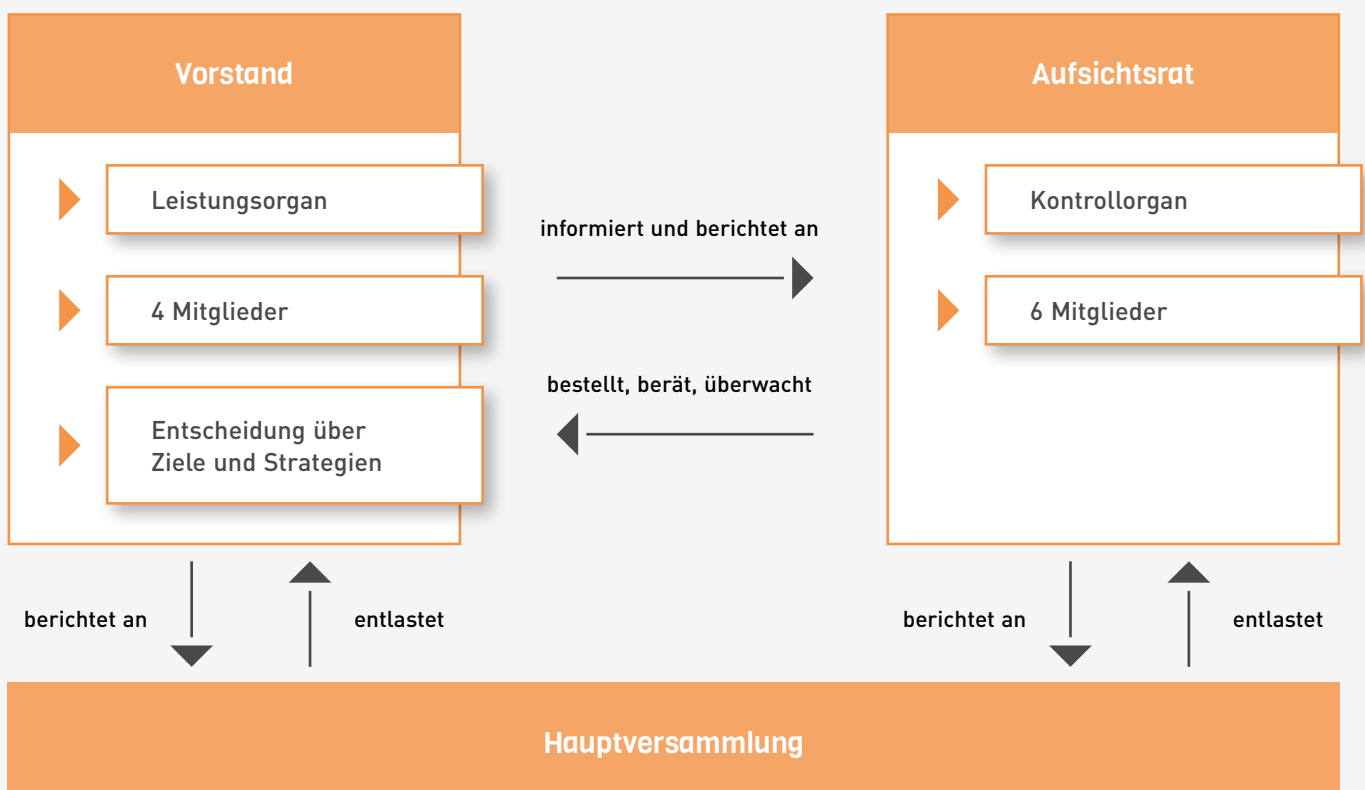 Vorstand
Leistungsorgan
4 Mitglieder
Entscheidung über
Ziele und Strategien
informiert und berichtet an
bestellt, berät, überwacht
Aufsichtsrat
Kontrollorgan
6 Mitglieder
berichtet an
entlastet
berichtet an
entlastet
Hauptversammlung